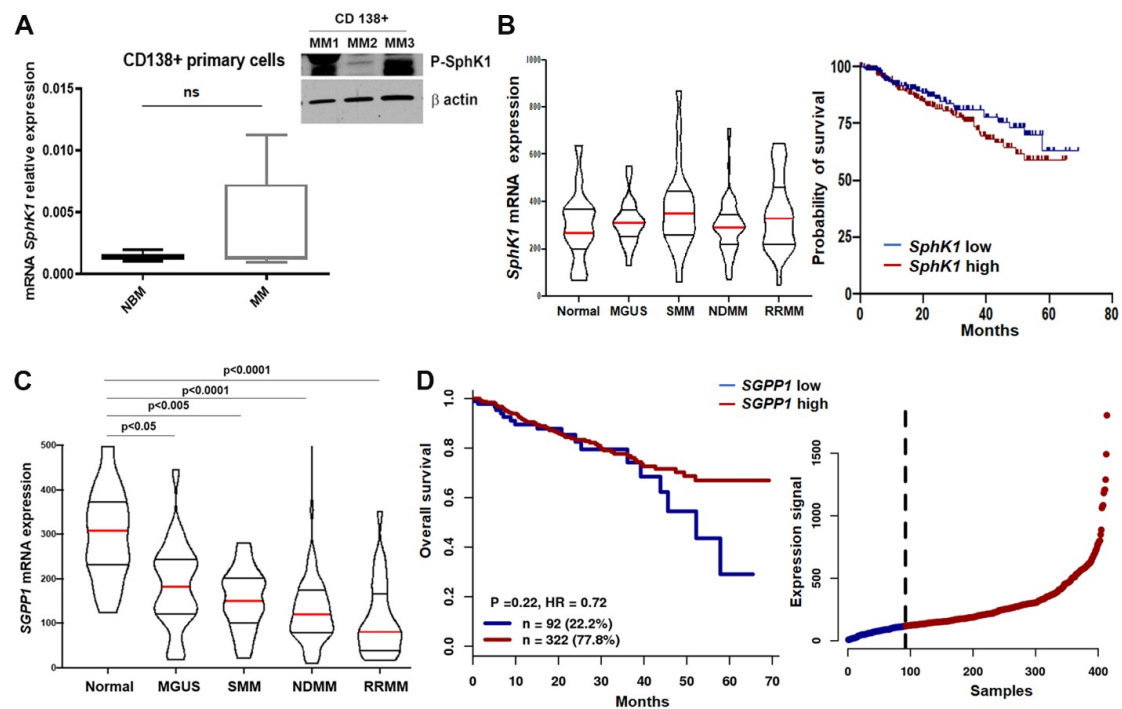 A
CD138+ primary cells
mRNA SphK1 relative expression
0.015
0.010
0.005
0.000
ns
NBM
MM
CD 138+
MM1 MM2 MM3
P-SphK1
β actin
B
SphK1 mRNA expression
1000
800
600
400
200
0
Normal MGUS SMM NDMM RRMM
Probability of survival
100
75
50
25
0
SphK1 low
SphK1 high
0 20 40 60 80
Months
C
p<0.0001
p<0.0001
p<0.005
p<0.05
SGPP1 mRNA expression
500
400
300
200
100
0
Normal MGUS SMM NDMM RRMM
D
SGPP1 low
SGPP1 high
Overall survival
1.0
0.8
0.6
0.4
0.2
0.0
P =0.22, HR = 0.72
n = 92 (22.2%)
n = 322 (77.8%)
0 10 20 30 40 50 60 70
Months
Expression signal
1500
1000
500
0
0 100 200 300 400
Samples